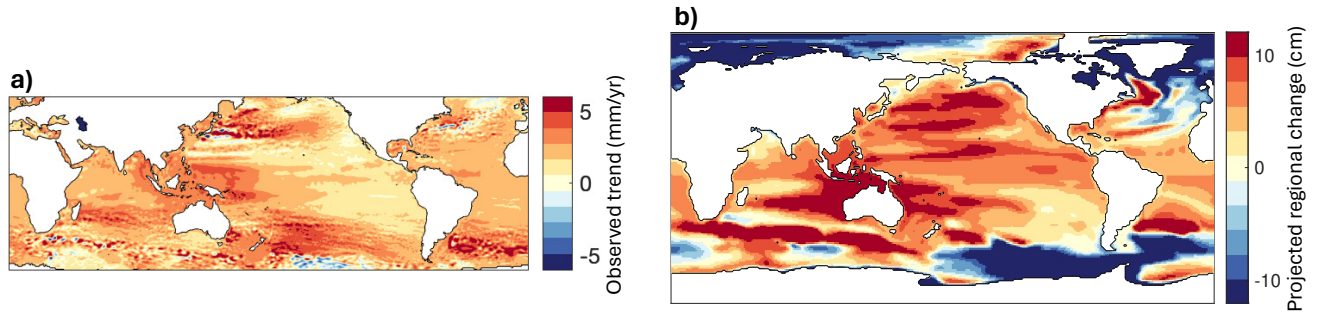 a)
5
0
-5
Observed trend (mm/yr)
b)
10
0
-10
Projected regional change (cm)